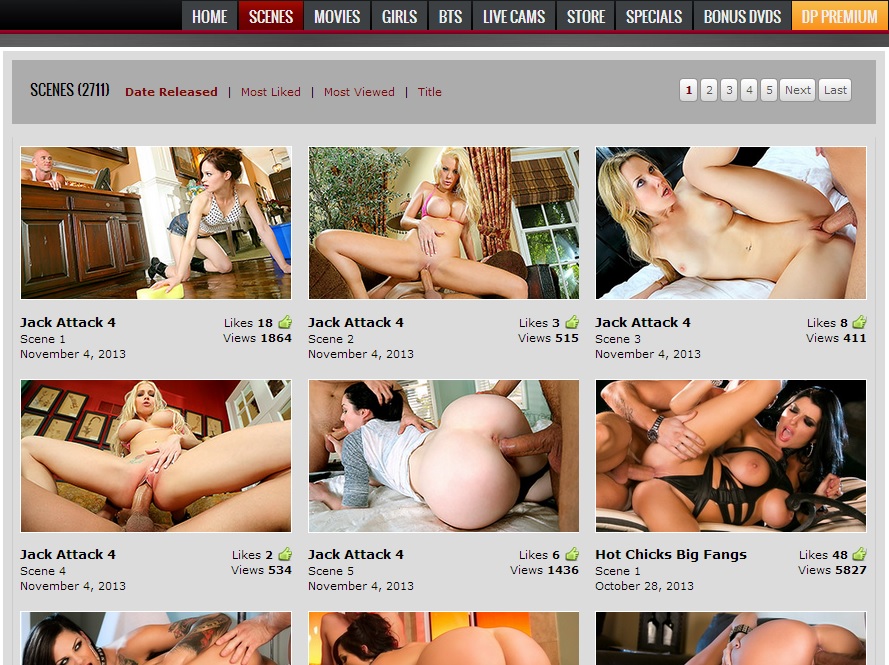 HOME SCENES MOVIES GIRLS BTS LIVE CAMS STORE SPECIALS BONUS DVDS DP PREMIUM
SCENES (2711) Date Released | Most Liked | Most Viewed | Title 1 2 3 4 5 Next Last
Jack Attack 4 Likes 18
Scene 1 Views 1864
November 4, 2013
Jack Attack 4 Likes 3
Scene 2 Views 515
November 4, 2013
Jack Attack 4 Likes 8
Scene 3 Views 411
November 4, 2013
Jack Attack 4 Likes 2
Scene 4 Views 534
November 4, 2013
Jack Attack 4 Likes 6
Scene 5 Views 1436
November 4, 2013
Hot Chicks Big Fangs Likes 48
Scene 1 Views 5827
October 28, 2013